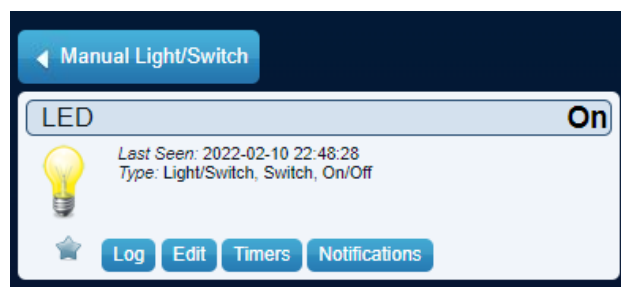 Manual Light/Switch
LED On
Last Seen: 2022-02-10 22:48:28
Type: Light/Switch, Switch, On/Off
Log Edit Timers Notifications